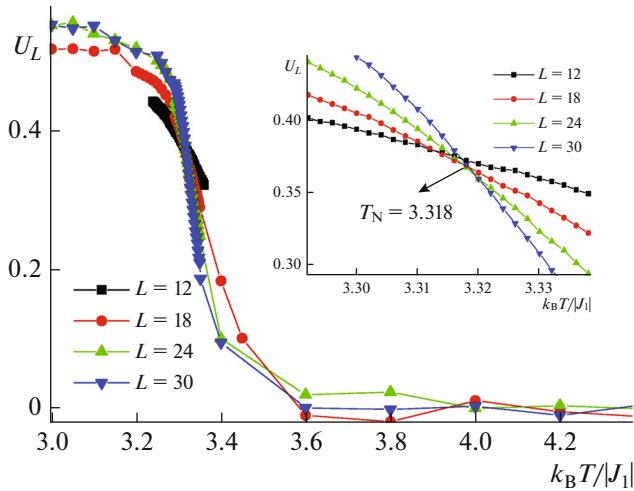 U_L
0.4
0.2
0
L = 12
L = 18
L = 24
L = 30
3.0 3.2 3.4 3.6 3.8 4.0 4.2
k_BT/|J_1|
U_L
0.40
0.35
0.30
L = 12
L = 18
L = 24
L = 30
T_N = 3.318
3.30 3.31 3.32 3.33
k_BT/|J_1|